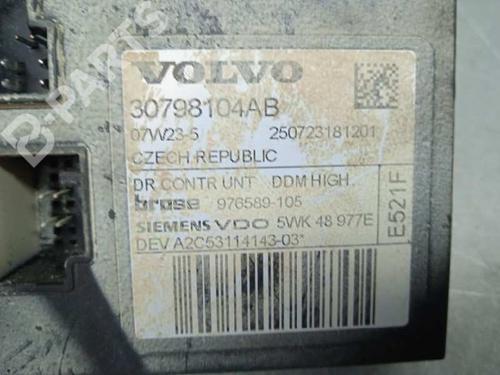 VOLVO
30798104AB
07W23-5 250723181201
CZECH REPUBLIC
DR CONTR UNT DDM HIGH.
brose 976589-105
SIEMENS VDO 5WK 48 977E
DEV A2C53114143-03*
E521F
B-PARTS